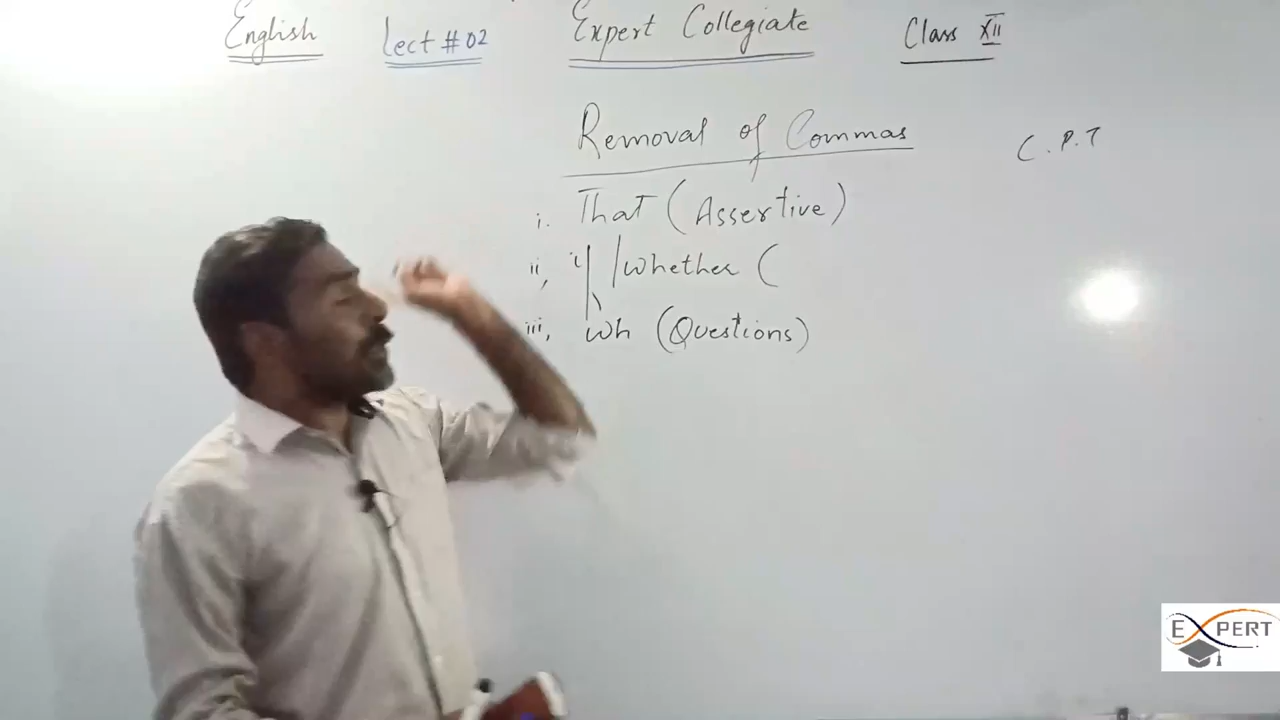 English Lect # 02 Expert Collegiate Class XII
Removal of Commas C.P.T
i. That (Assertive)
ii, if / whether (
iii, Wh (Questions)
EXPERT